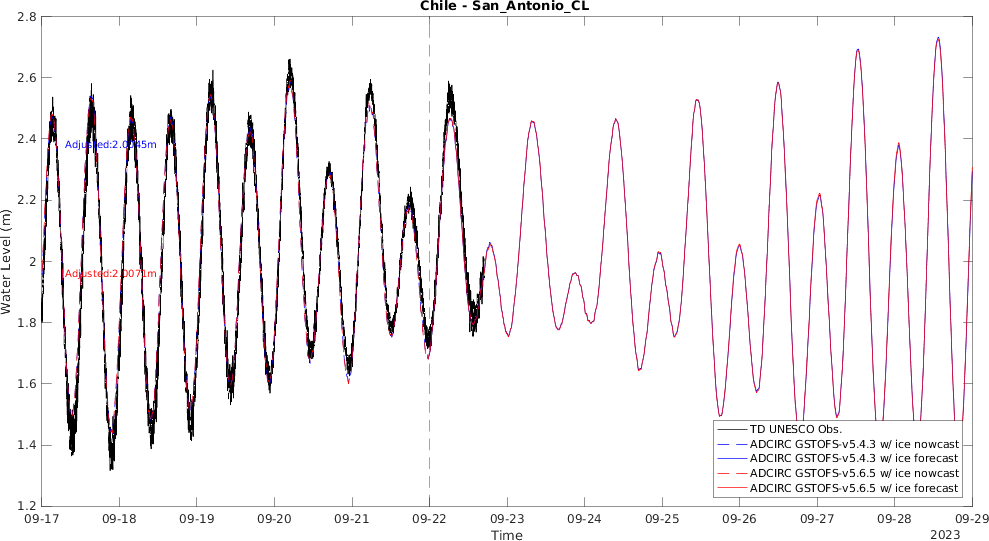 Chile - San_Antonio_CL
2.8
2.6
2.4
2.2
2
1.8
1.6
1.4
1.2
Water Level (m)
Adjusted:2.0045m
Adjusted:2.0071m
TD UNESCO Obs.
ADCIRC GSTOFS-v5.4.3 w/ ice nowcast
ADCIRC GSTOFS-v5.4.3 w/ ice forecast
ADCIRC GSTOFS-v5.6.5 w/ ice nowcast
ADCIRC GSTOFS-v5.6.5 w/ ice forecast
09-17 09-18 09-19 09-20 09-21 09-22 09-23 09-24 09-25 09-26 09-27 09-28 09-29
Time
2023